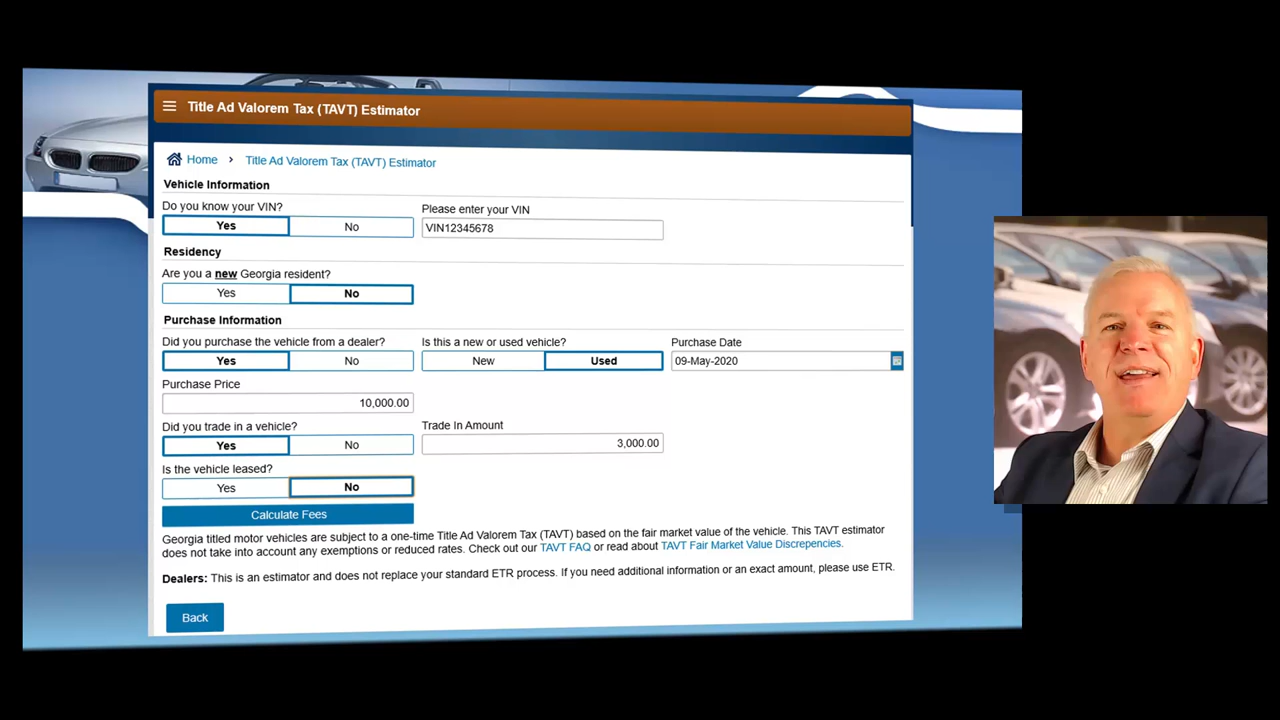 Title Ad Valorem Tax (TAVT) Estimator
Home > Title Ad Valorem Tax (TAVT) Estimator
Vehicle Information
Do you know your VIN? Please enter your VIN
Yes No VIN12345678
Residency
Are you a new Georgia resident?
Yes No
Purchase Information
Did you purchase the vehicle from a dealer? Is this a new or used vehicle? Purchase Date
Yes No New Used 09-May-2020
Purchase Price
10,000.00
Did you trade in a vehicle? Trade In Amount
Yes No 3,000.00
Is the vehicle leased?
Yes No
Calculate Fees
Georgia titled motor vehicles are subject to a one-time Title Ad Valorem Tax (TAVT) based on the fair market value of the vehicle. This TAVT estimator
does not take into account any exemptions or reduced rates. Check out our TAVT FAQ or read about TAVT Fair Market Value Discrepancies.
Dealers: This is an estimator and does not replace your standard ETR process. If you need additional information or an exact amount, please use ETR.
Back